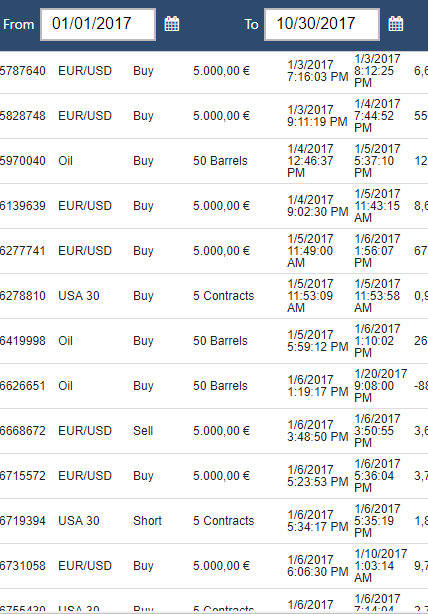 From 01/01/2017 To 10/30/2017
5787640 EUR/USD Buy 5.000,00 € 1/3/2017 7:16:03 PM 1/3/2017 8:12:25 PM 6,6
5828748 EUR/USD Buy 5.000,00 € 1/3/2017 9:11:19 PM 1/4/2017 7:44:52 PM 55
5970040 Oil Buy 50 Barrels 1/4/2017 12:46:37 PM 1/5/2017 5:37:10 PM 12
6139639 EUR/USD Buy 5.000,00 € 1/4/2017 9:02:30 PM 1/5/2017 11:43:15 AM 8,6
6277741 EUR/USD Buy 5.000,00 € 1/5/2017 11:49:00 AM 1/6/2017 1:56:07 PM 67
6278810 USA 30 Buy 5 Contracts 1/5/2017 11:53:09 AM 1/5/2017 11:53:58 AM 0,9
6419998 Oil Buy 50 Barrels 1/5/2017 5:59:12 PM 1/6/2017 1:10:02 PM 26
6626651 Oil Buy 50 Barrels 1/6/2017 1:19:17 PM 1/20/2017 9:08:00 PM -88
6668672 EUR/USD Sell 5.000,00 € 1/6/2017 3:48:50 PM 1/6/2017 3:50:55 PM 3,6
6715572 EUR/USD Buy 5.000,00 € 1/6/2017 5:23:53 PM 1/6/2017 5:36:04 PM 3,7
6719394 USA 30 Short 5 Contracts 1/6/2017 5:34:17 PM 1/6/2017 5:35:19 PM 1,8
6731058 EUR/USD Buy 5.000,00 € 1/6/2017 6:06:30 PM 1/10/2017 1:03:14 AM 9,7
6755430 USA 30 Buy 5 Contracts 1/6/2017 1/6/2017 7:14:04